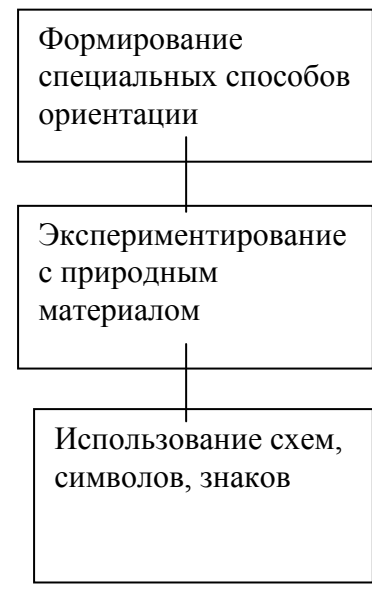 Формирование
специальных способов
ориентации
Экспериментирование
с природным
материалом
Использование схем,
символов, знаков